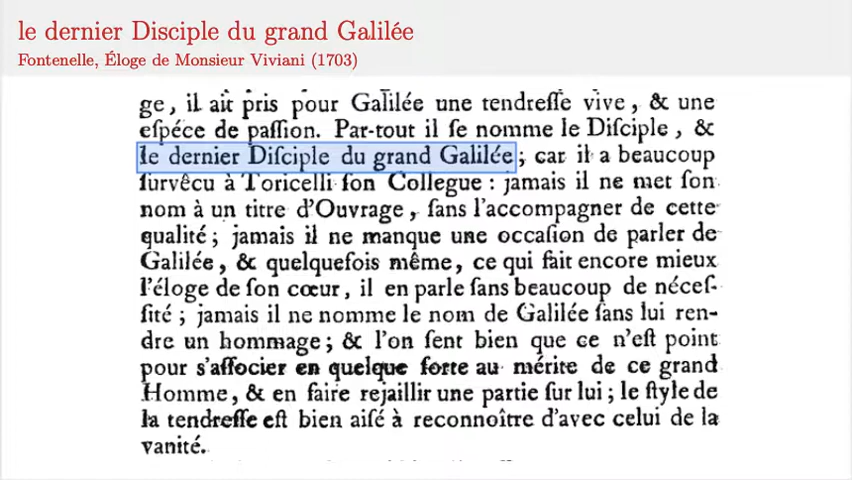 le dernier Disciple du grand Galilée
Fontenelle, Éloge de Monsieur Viviani (1703)
ge, il ait pris pour Galilée une tendreſſe vive, & une
eſpéce de paſſion. Par-tout il ſe nomme le Diſciple, &
le dernier Diſciple du grand Galilée; car il a beaucoup
ſurvêcu à Toricelli ſon Collegue : jamais il ne met ſon
nom à un titre d'Ouvrage, ſans l'accompagner de cette
qualité; jamais il ne manque une occaſion de parler de
Galilée, & quelquefois même, ce qui fait encore mieux
l'éloge de ſon cœur, il en parle ſans beaucoup de néceſ-
ſité; jamais il ne nomme le nom de Galilée ſans lui ren-
dre un hommage; & l'on ſent bien que ce n'eſt point
pour s'aſſocier en quelque ſorte au mérite de ce grand
Homme, & en faire rejaillir une partie ſur lui; le ſtyle de
la tendreſſe eſt bien aiſé à reconnoître d'avec celui de la
vanité.